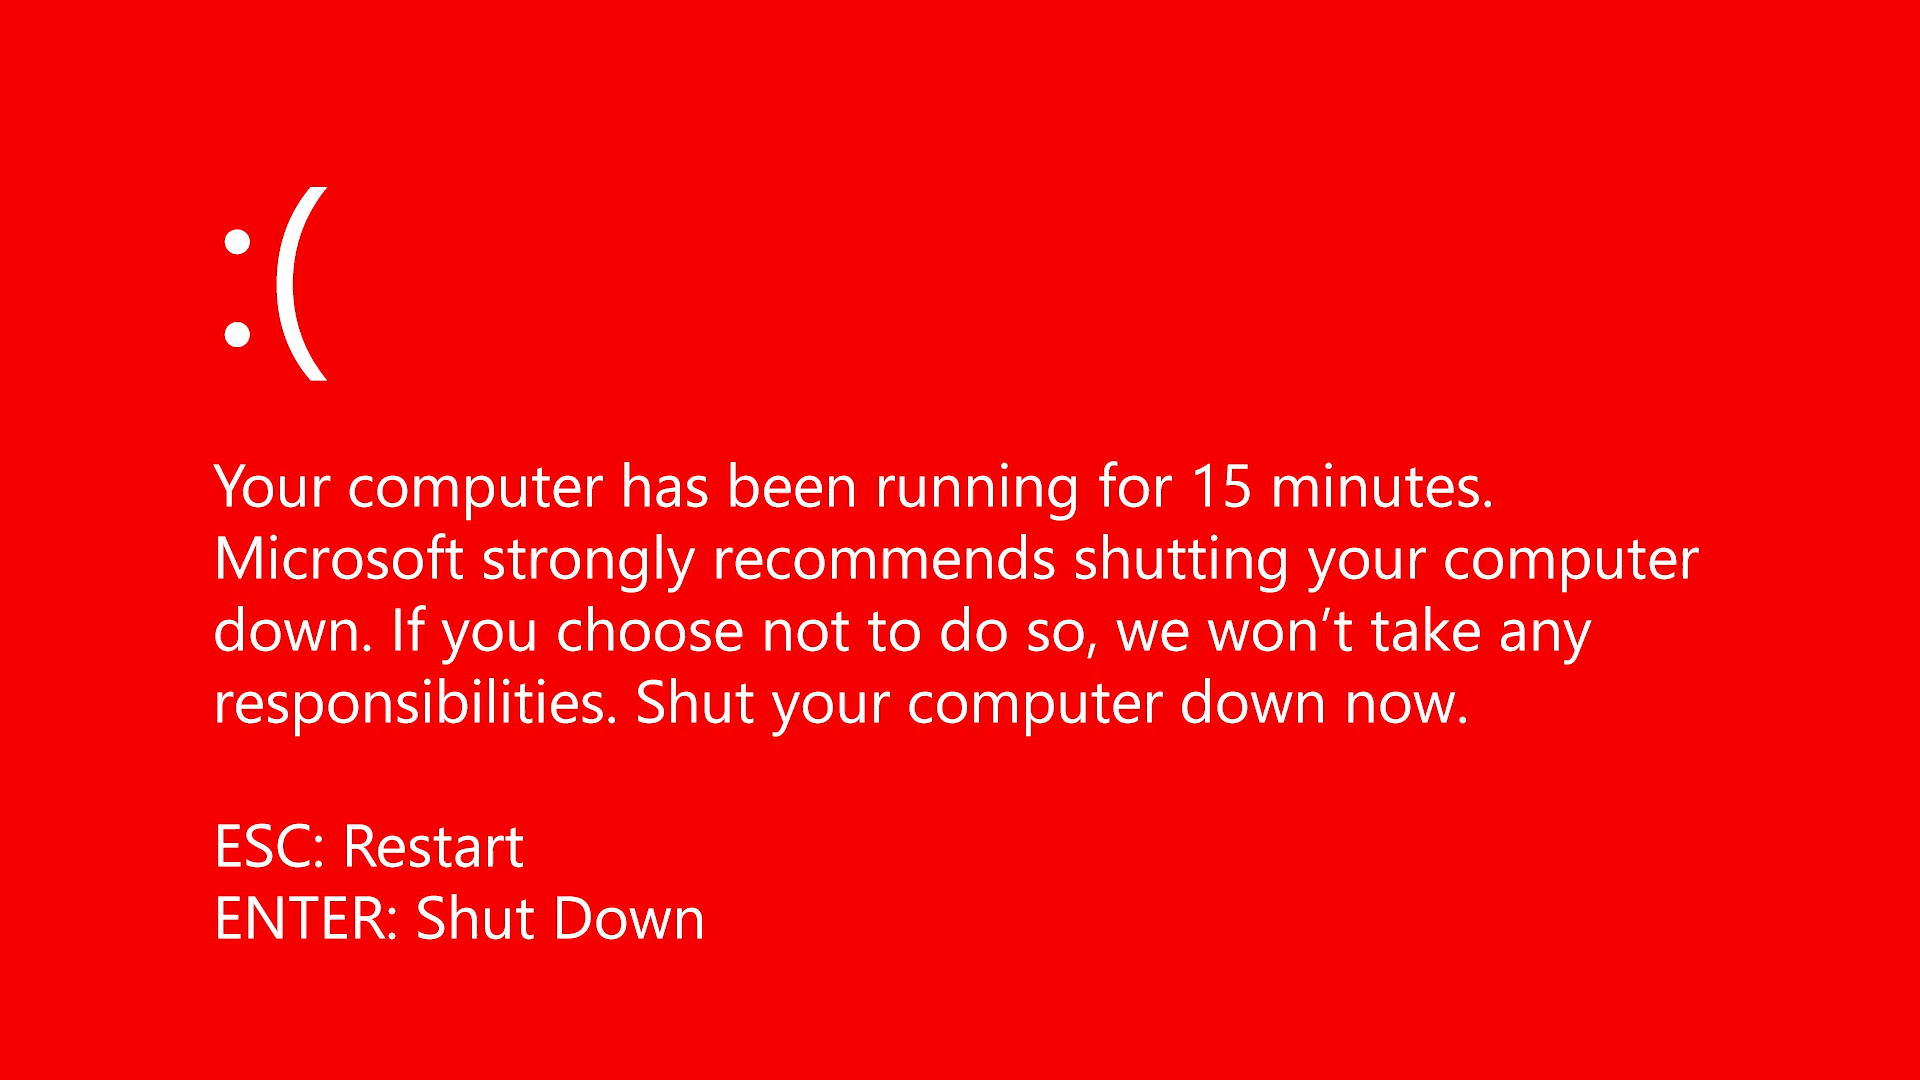 :(
Your computer has been running for 15 minutes.
Microsoft strongly recommends shutting your computer
down. If you choose not to do so, we won’t take any
responsibilities. Shut your computer down now.
ESC: Restart
ENTER: Shut Down